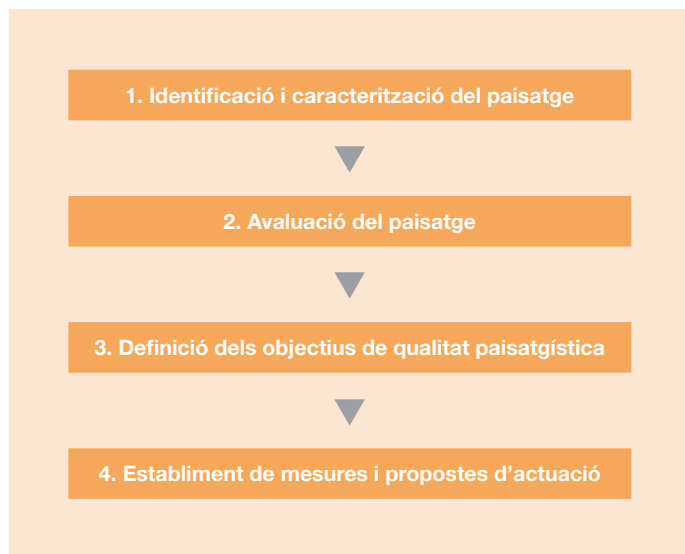 1. Identificació i caracterització del paisatge
2. Avaluació del paisatge
3. Definició dels objectius de qualitat paisatgística
4. Establiment de mesures i propostes d’actuació